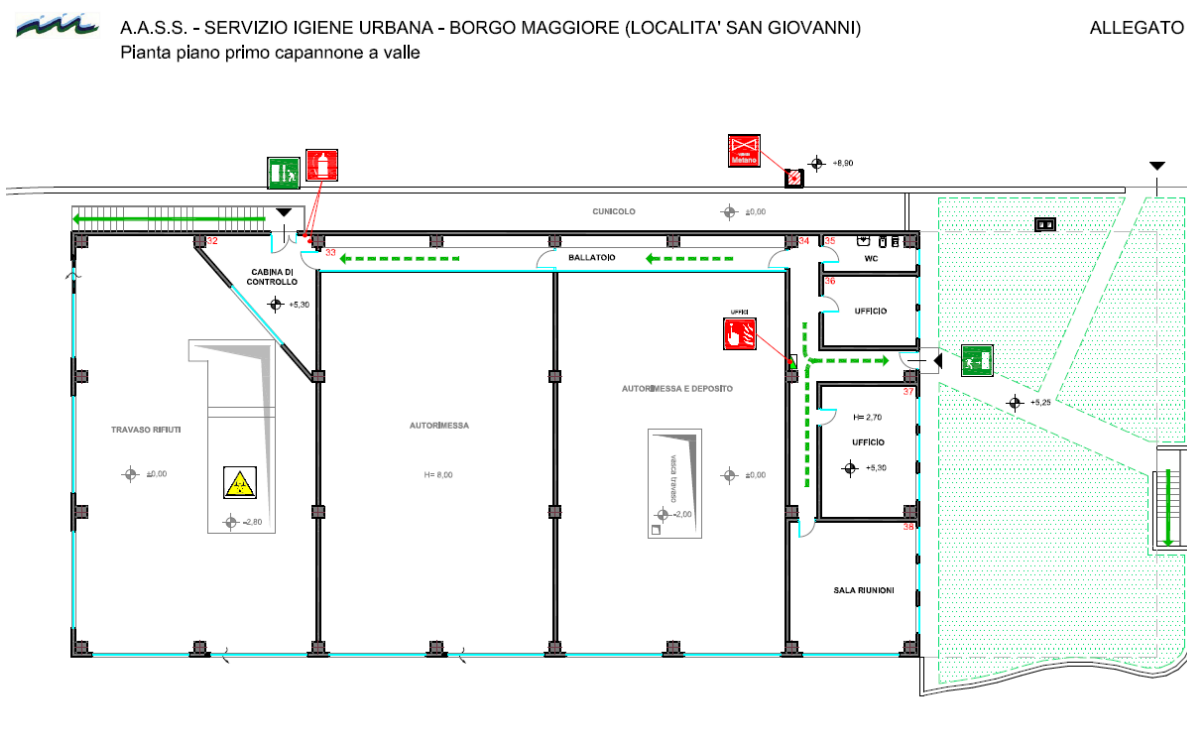 A.A.S.S. - SERVIZIO IGIENE URBANA - BORGO MAGGIORE (LOCALITA' SAN GIOVANNI)
ALLEGATO
Pianta piano primo capannone a valle
Metano
+8,90
CUNICOLO
±0,00
32
33
34
35
BALLATOIO
WC
CABINA DI
CONTROLLO
+5,30
36
UFFICIO
UFFICI
AUTORIMESSA E DEPOSITO
37
+5,25
H= 2,70
UFFICIO
+5,30
TRAVASO RIFIUTI
AUTORIMESSA
±0,00
H= 8,00
vasca travaso
±0,00
-2,80
-2,00
38
SALA RIUNIONI